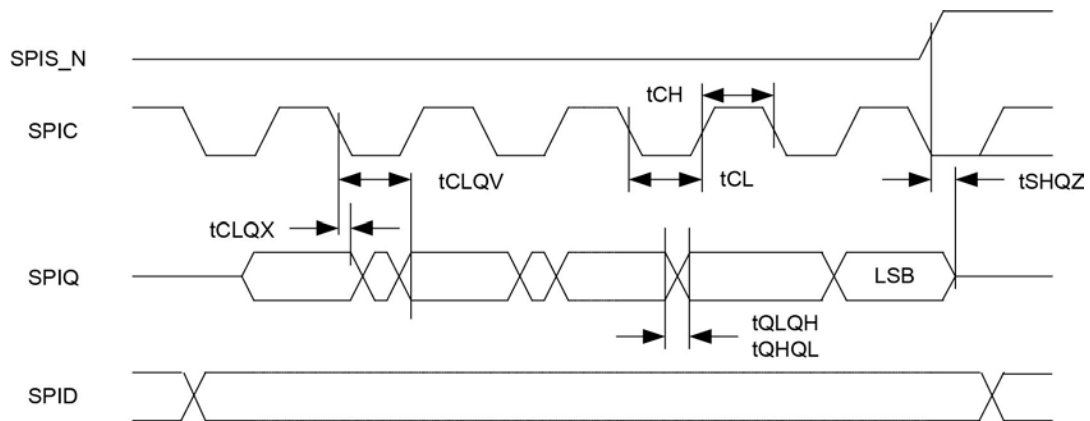 SPIS_N
tCH
SPIC
tCLQV
tCL
tSHQZ
tCLQX
SPIQ
LSB
tQLQH
tQHQL
SPID